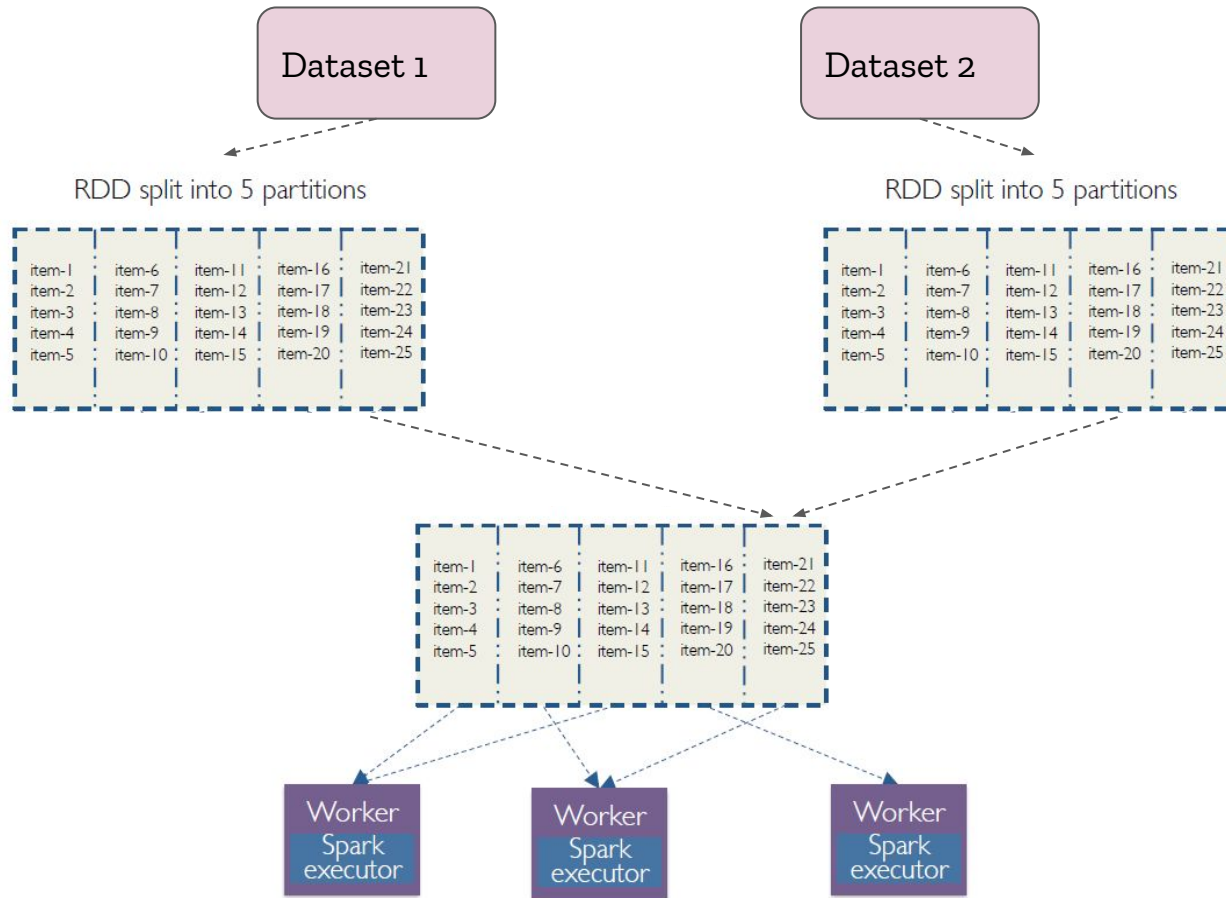 Dataset 1
Dataset 2
RDD split into 5 partitions
RDD split into 5 partitions
item-1 item-6 item-11 item-16 item-21
item-2 item-7 item-12 item-17 item-22
item-3 item-8 item-13 item-18 item-23
item-4 item-9 item-14 item-19 item-24
item-5 item-10 item-15 item-20 item-25
item-1 item-6 item-11 item-16 item-21
item-2 item-7 item-12 item-17 item-22
item-3 item-8 item-13 item-18 item-23
item-4 item-9 item-14 item-19 item-24
item-5 item-10 item-15 item-20 item-25
item-1 item-6 item-11 item-16 item-21
item-2 item-7 item-12 item-17 item-22
item-3 item-8 item-13 item-18 item-23
item-4 item-9 item-14 item-19 item-24
item-5 item-10 item-15 item-20 item-25
Worker
Spark
executor
Worker
Spark
executor
Worker
Spark
executor